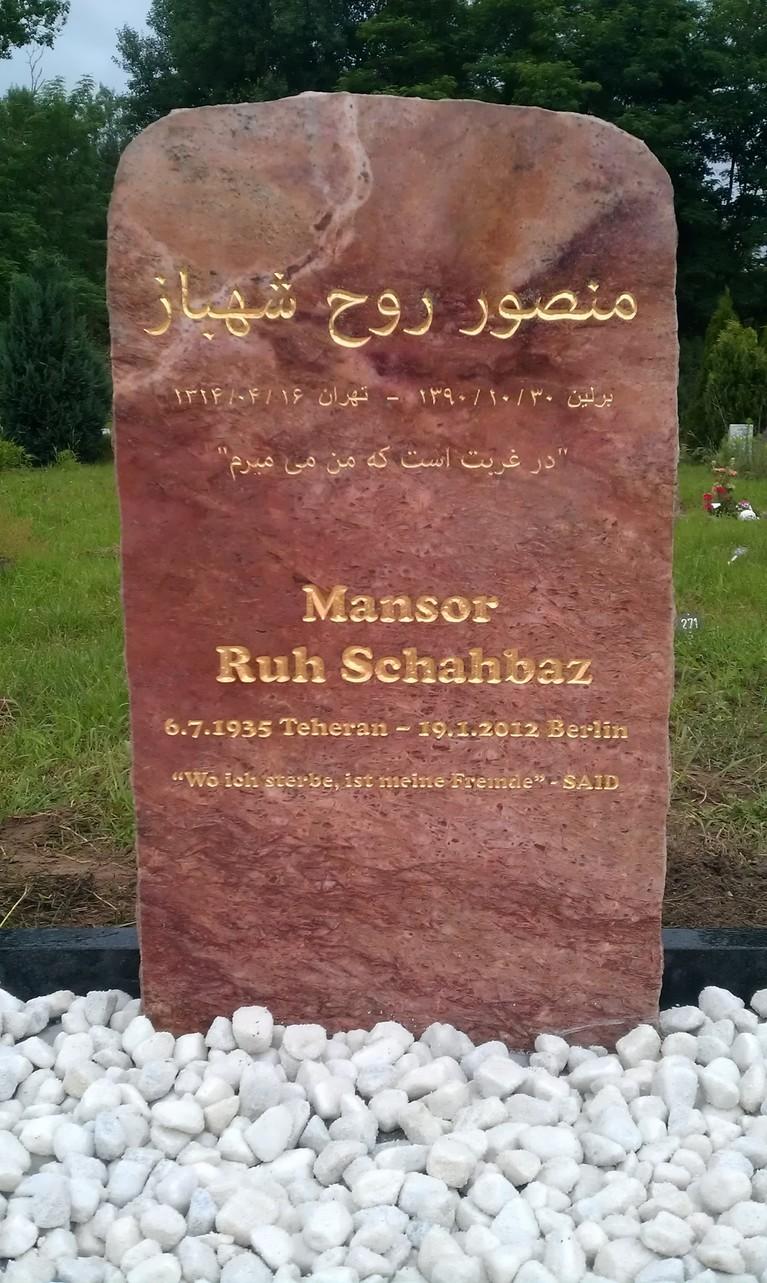 منصور روح شهباز
برلین ۱۳۹۰/۱۰/۳۰ – تهران ۱۳۱۴/۰۴/۱۶
"در غربت است که من می میرم"
Mansor
Ruh Schahbaz
6.7.1935 Teheran – 19.1.2012 Berlin
“Wo ich sterbe, ist meine Fremde” - SAID
271